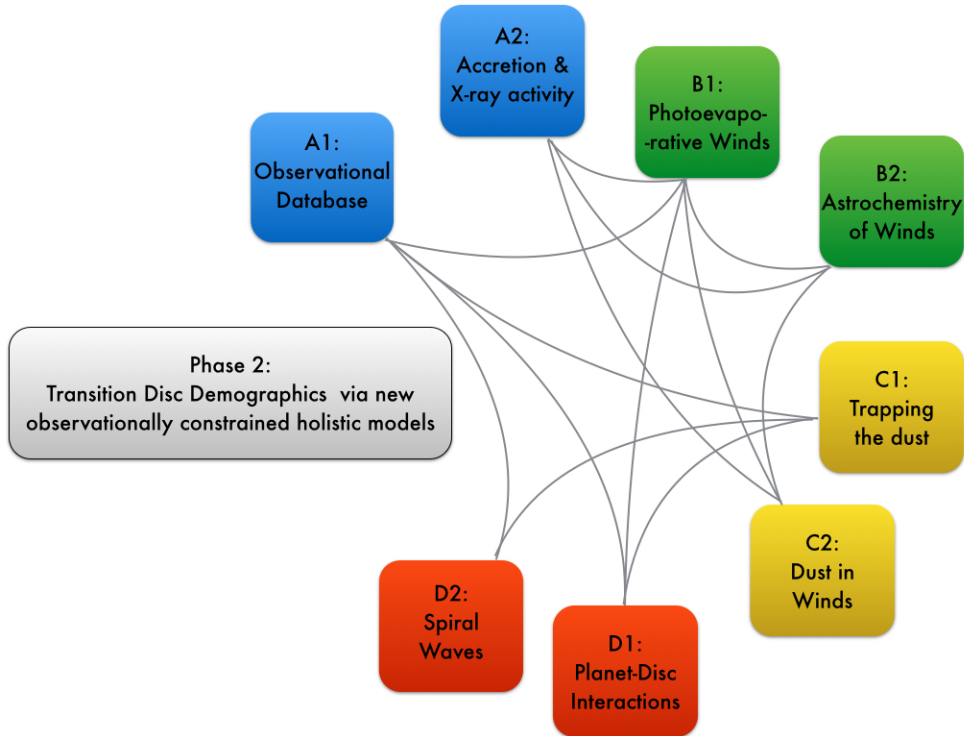 A2:
Accretion &
X-ray activity
B1:
Photoevapo-
-rative Winds
A1:
Observational
Database
B2:
Astrochemistry
of Winds
Phase 2:
Transition Disc Demographics via new
observationally constrained holistic models
C1:
Trapping
the dust
C2:
Dust in
Winds
D2:
Spiral
Waves
D1:
Planet-Disc
Interactions